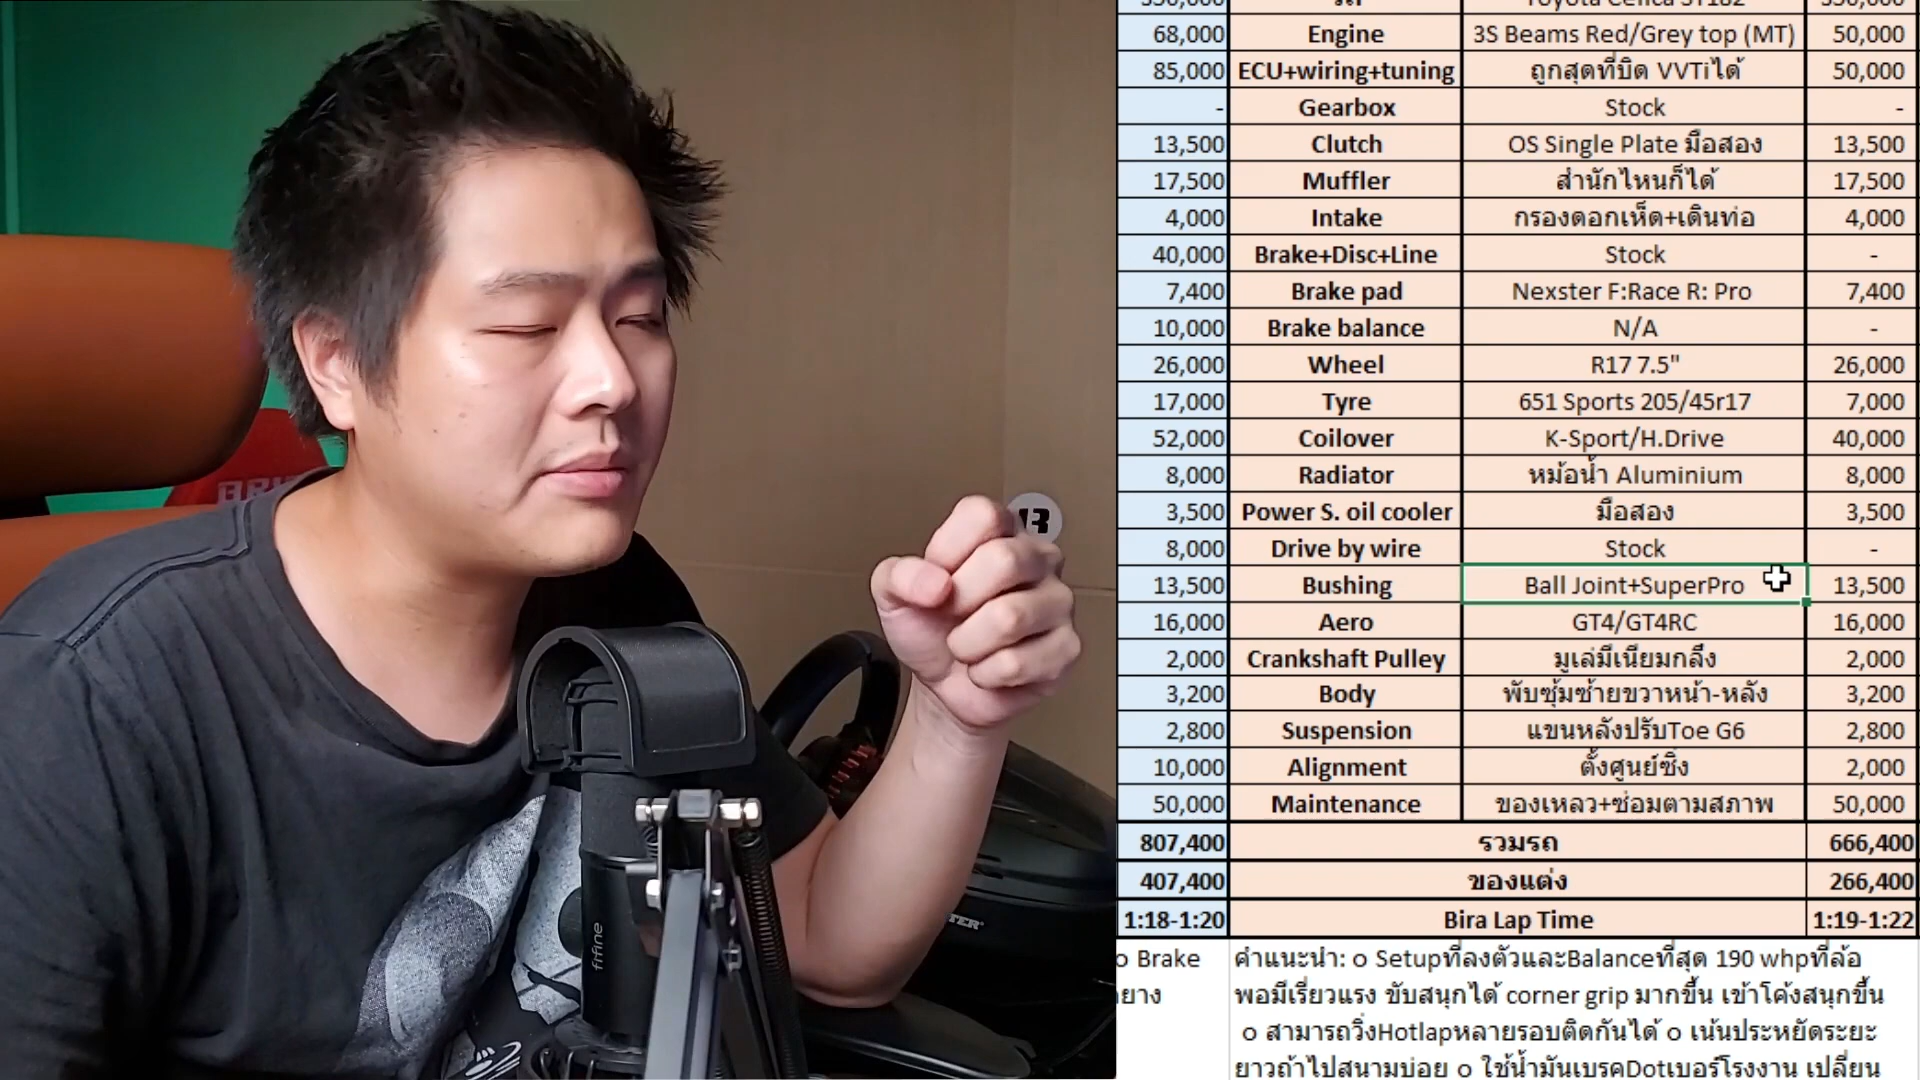 350,000 รถ Toyota Celica ST182 350,000
68,000 Engine 3S Beams Red/Grey top (MT) 50,000
85,000 ECU+wiring+tuning ถูกสุดที่บิด VVTiได้ 50,000
- Gearbox Stock -
13,500 Clutch OS Single Plate มือสอง 13,500
17,500 Muffler สำนักไหนก็ได้ 17,500
4,000 Intake กรองดอกเห็ด+เดินท่อ 4,000
40,000 Brake+Disc+Line Stock -
7,400 Brake pad Nexster F:Race R: Pro 7,400
10,000 Brake balance N/A -
26,000 Wheel R17 7.5" 26,000
17,000 Tyre 651 Sports 205/45r17 7,000
52,000 Coilover K-Sport/H.Drive 40,000
8,000 Radiator หม้อน้ำ Aluminium 8,000
3,500 Power S. oil cooler มือสอง 3,500
8,000 Drive by wire Stock -
13,500 Bushing Ball Joint+SuperPro 13,500
16,000 Aero GT4/GT4RC 16,000
2,000 Crankshaft Pulley มูเล่มีเนียมกลึง 2,000
3,200 Body พับซุ้มซ้ายขวาหน้า-หลัง 3,200
2,800 Suspension แขนหลังปรับToe G6 2,800
10,000 Alignment ตั้งศูนย์ซิ่ง 2,000
50,000 Maintenance ของเหลว+ซ่อมตามสภาพ 50,000
807,400 รวมรถ 666,400
407,400 ของแต่ง 266,400
1:18-1:20 Bira Lap Time 1:19-1:22
o Brake คำแนะนำ: o Setupที่ลงตัวและBalanceที่สุด 190 whpที่ล้อ
ยาง พอมีเรี่ยวแรง ขับสนุกได้ corner grip มากขึ้น เข้าโค้งสนุกขึ้น
o สามารถวิ่งHotlapหลายรอบติดกันได้ o เน้นประหยัดระยะ
ยาวถ้าไปสนามบ่อย o ใช้น้ำมันเบรคDotเบอร์โรงงาน เปลี่ยน
13
fifine